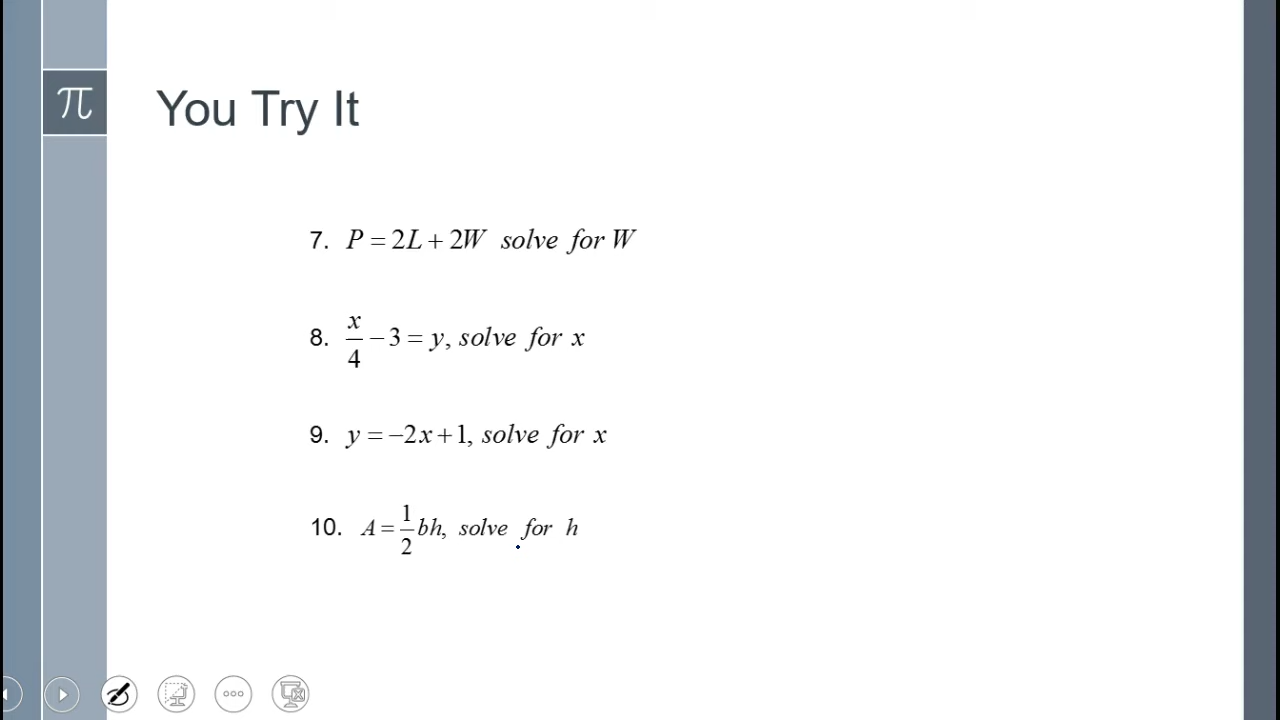 π
You Try It
7. P = 2L + 2W solve for W
8. x/4 − 3 = y, solve for x
9. y = −2x + 1, solve for x
10. A = 1/2 bh, solve for h